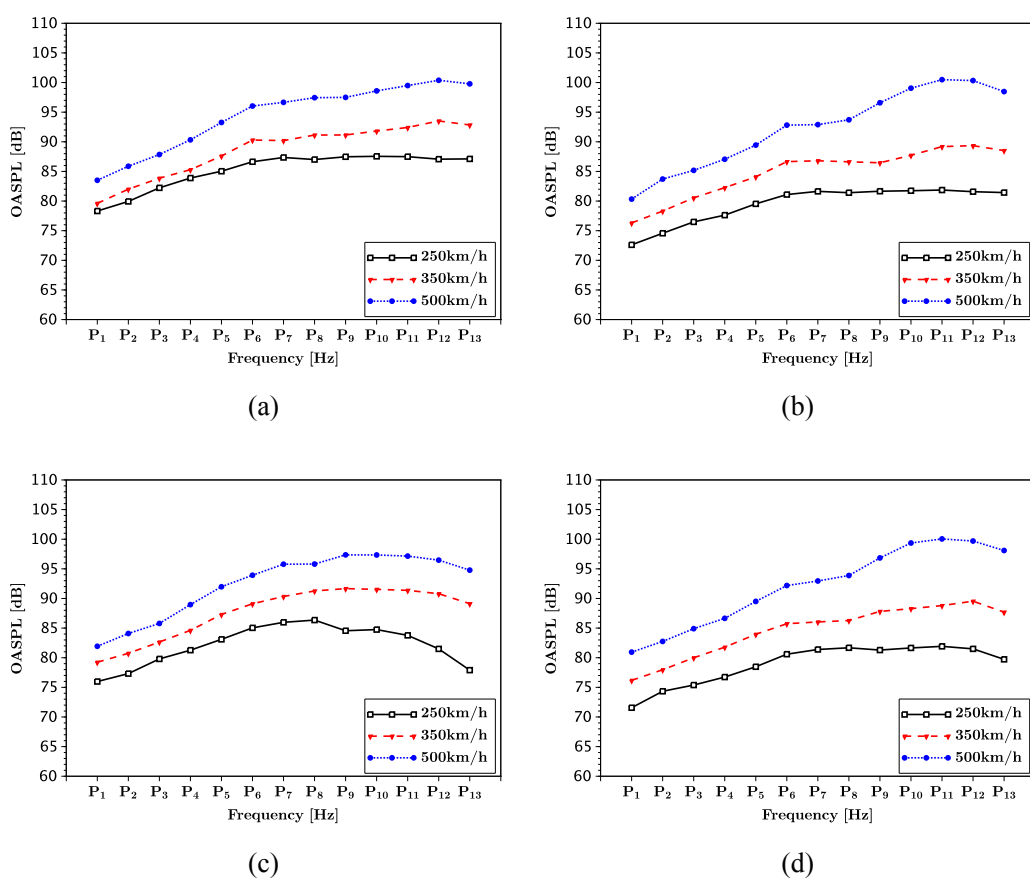 110
105
100
95
90
85
80
75
70
65
60
OASPL [dB]
250km/h
350km/h
500km/h
P₁ P₂ P₃ P₄ P₅ P₆ P₇ P₈ P₉ P₁₀ P₁₁ P₁₂ P₁₃
Frequency [Hz]
(a)
110
105
100
95
90
85
80
75
70
65
60
OASPL [dB]
250km/h
350km/h
500km/h
P₁ P₂ P₃ P₄ P₅ P₆ P₇ P₈ P₉ P₁₀ P₁₁ P₁₂ P₁₃
Frequency [Hz]
(b)
110
105
100
95
90
85
80
75
70
65
60
OASPL [dB]
250km/h
350km/h
500km/h
P₁ P₂ P₃ P₄ P₅ P₆ P₇ P₈ P₉ P₁₀ P₁₁ P₁₂ P₁₃
Frequency [Hz]
(c)
110
105
100
95
90
85
80
75
70
65
60
OASPL [dB]
250km/h
350km/h
500km/h
P₁ P₂ P₃ P₄ P₅ P₆ P₇ P₈ P₉ P₁₀ P₁₁ P₁₂ P₁₃
Frequency [Hz]
(d)